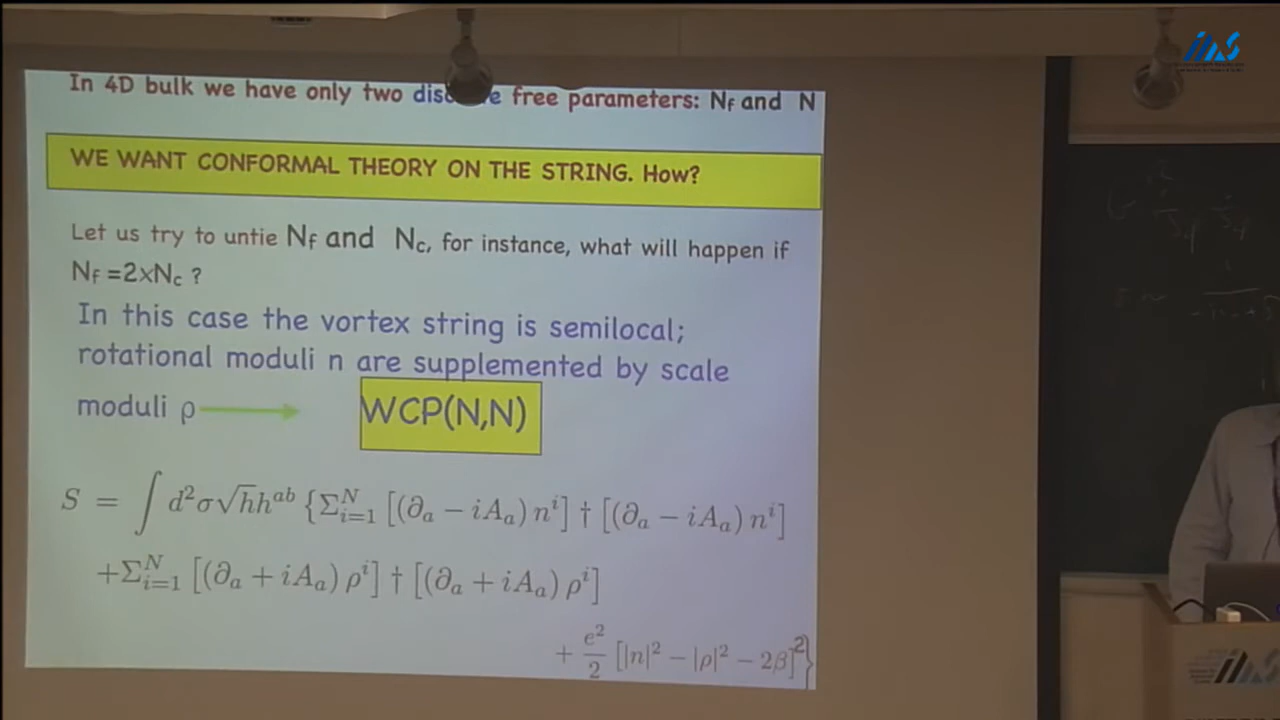 In 4D bulk we have only two free parameters: N_f and N
WE WANT CONFORMAL THEORY ON THE STRING. How?
Let us try to untie N_f and N_c, for instance, what will happen if
N_f =2xN_c ?
In this case the vortex string is semilocal;
rotational moduli n are supplemented by scale
moduli ρ
WCP(N,N)
S = ∫ d²σ√h h^{ab} {Σ_{i=1}^{N} [(∂_a − iA_a) n^i] † [(∂_a − iA_a) n^i]
+Σ_{i=1}^{N} [(∂_a + iA_a) ρ^i] † [(∂_a + iA_a) ρ^i]
+ e²/2 [|n|² − |ρ|² − 2β]²}